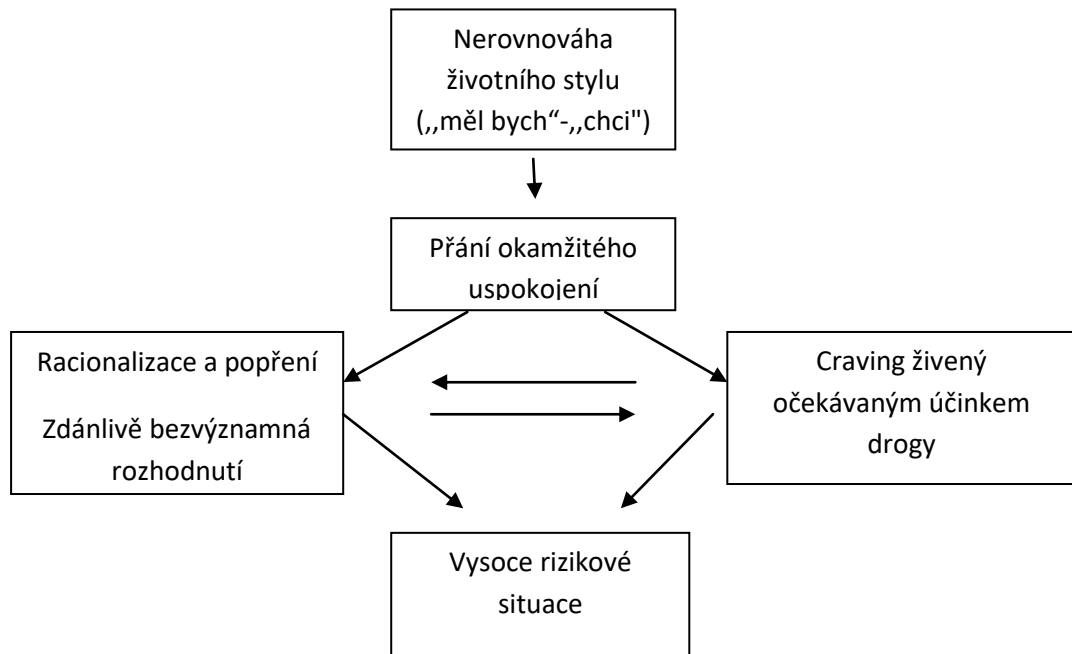 Nerovnováha
životního stylu
(,,měl bych“-,,chci")
Přání okamžitého
uspokojení
Racionalizace a popření
Zdánlivě bezvýznamná
rozhodnutí
Craving živený
očekávaným účinkem
drogy
Vysoce rizikové
situace